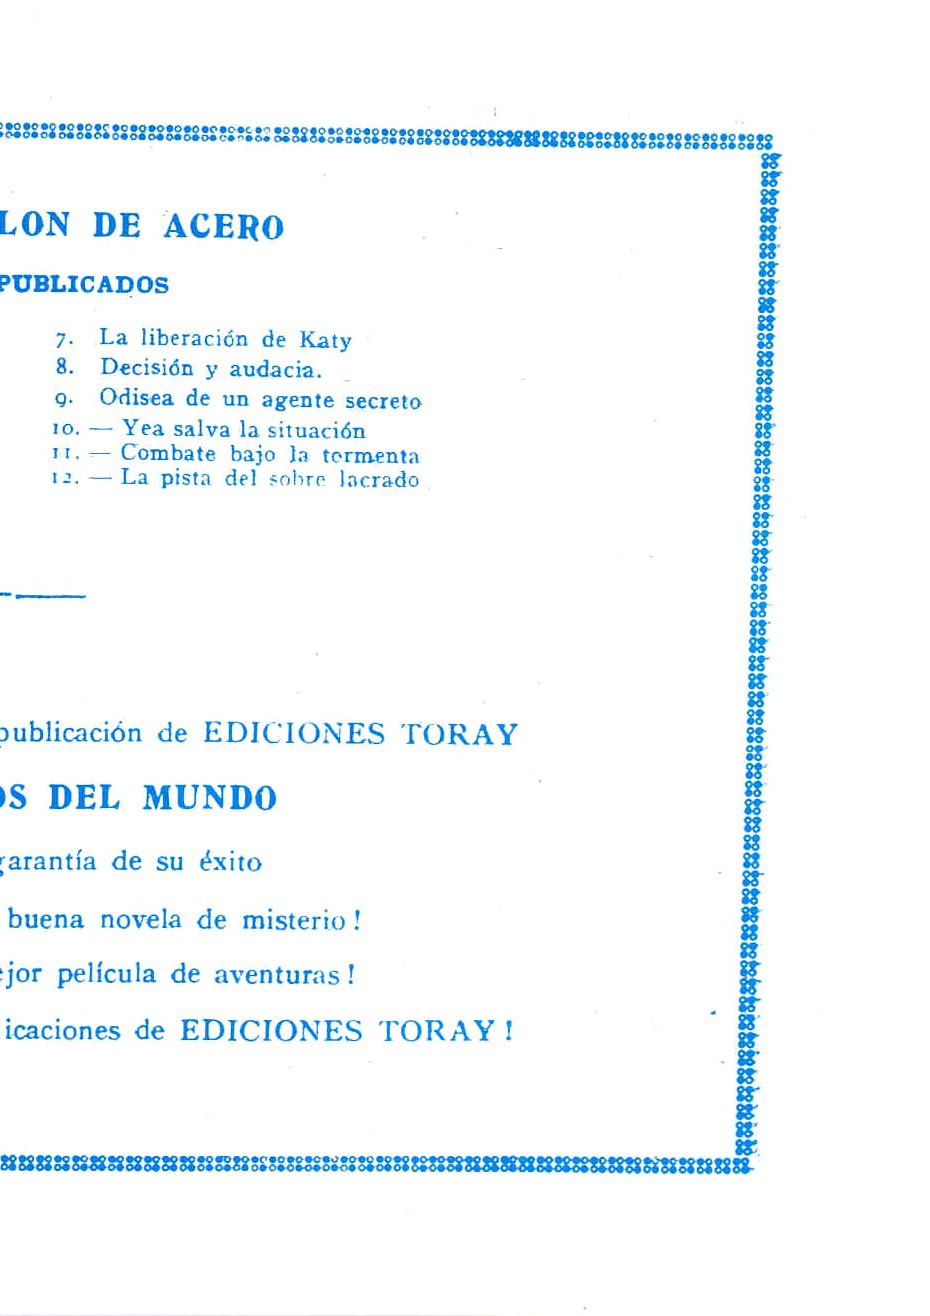 LON DE ACERO
PUBLICADOS
7. La liberación de Katy
8. Decisión y audacia.
9. Odisea de un agente secreto
10. — Yea salva la situación
11. — Combate bajo la tormenta
12. — La pista del sobre lacrado
publicación de EDICIONES TORAY
OS DEL MUNDO
garantía de su éxito
buena novela de misterio!
ejor película de aventuras!
icaciones de EDICIONES TORAY!